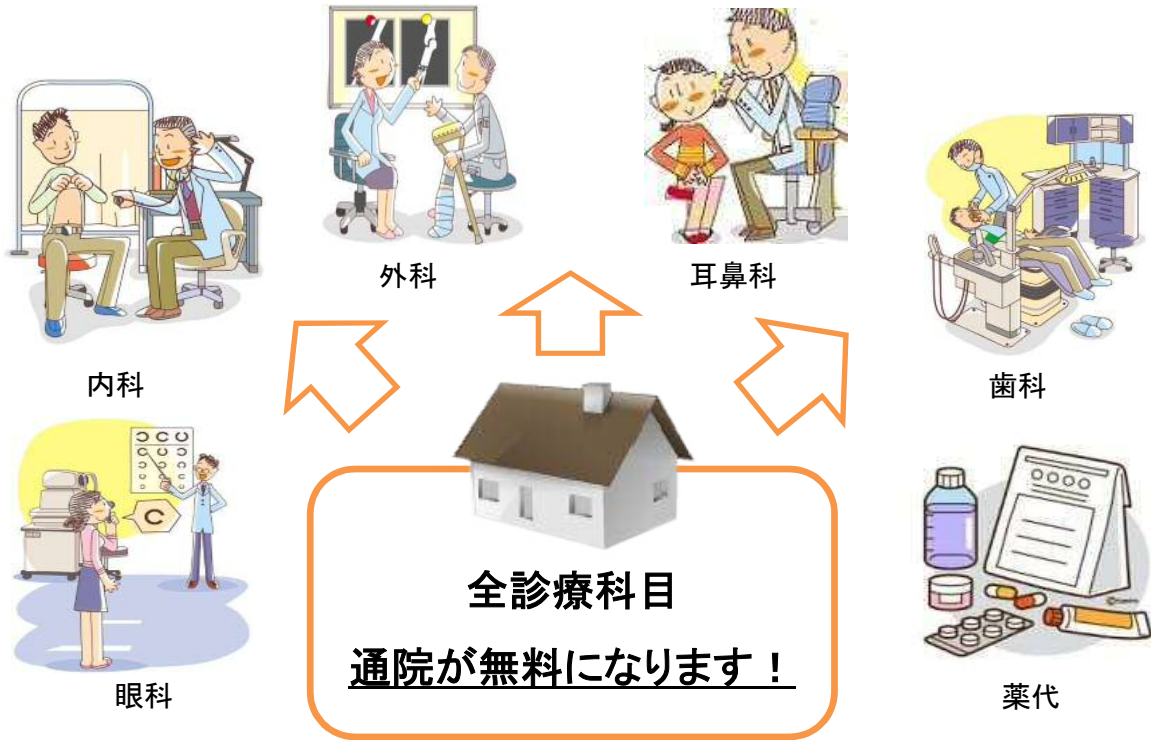 外科
耳鼻科
内科
歯科
眼科
薬代
全診療科目
通院が無料になります！